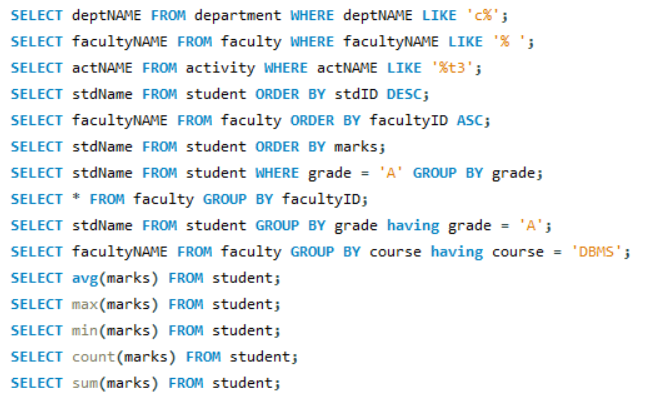 SELECT deptNAME FROM department WHERE deptNAME LIKE 'c%';
SELECT facultyNAME FROM faculty WHERE facultyNAME LIKE '% ';
SELECT actNAME FROM activity WHERE actNAME LIKE '%t3';
SELECT stdName FROM student ORDER BY stdID DESC;
SELECT facultyNAME FROM faculty ORDER BY facultyID ASC;
SELECT stdName FROM student ORDER BY marks;
SELECT stdName FROM student WHERE grade = 'A' GROUP BY grade;
SELECT * FROM faculty GROUP BY facultyID;
SELECT stdName FROM student GROUP BY grade having grade = 'A';
SELECT facultyNAME FROM faculty GROUP BY course having course = 'DBMS';
SELECT avg(marks) FROM student;
SELECT max(marks) FROM student;
SELECT min(marks) FROM student;
SELECT count(marks) FROM student;
SELECT sum(marks) FROM student;